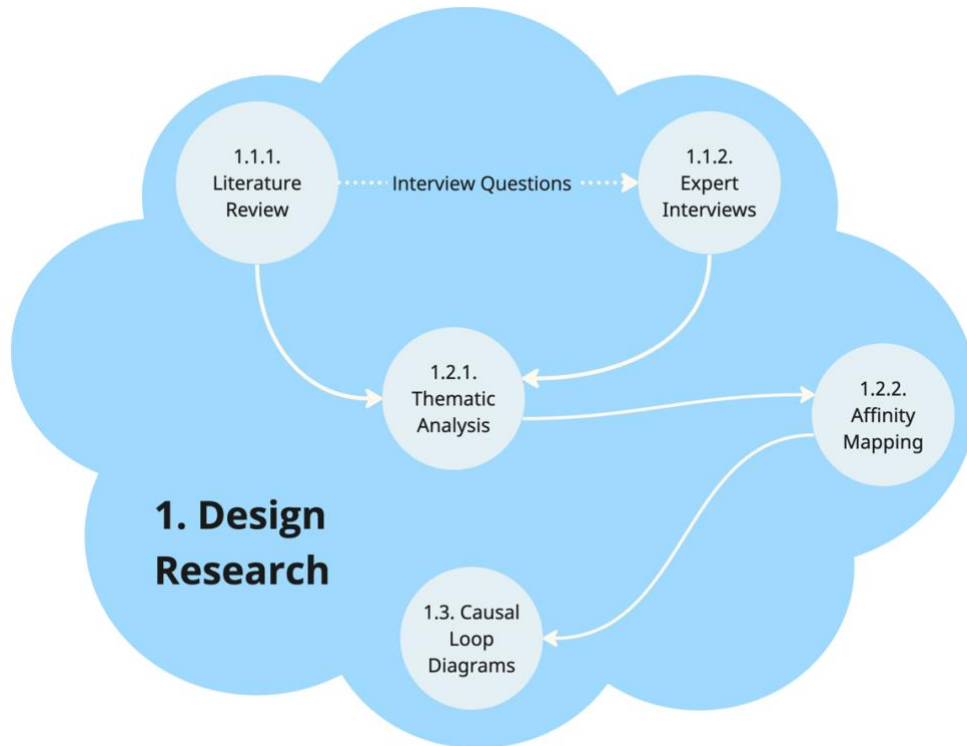 1.1.1.
Literature
Review
Interview Questions
1.1.2.
Expert
Interviews
1.2.1.
Thematic
Analysis
1.2.2.
Affinity
Mapping
1. Design
Research
1.3. Causal
Loop
Diagrams